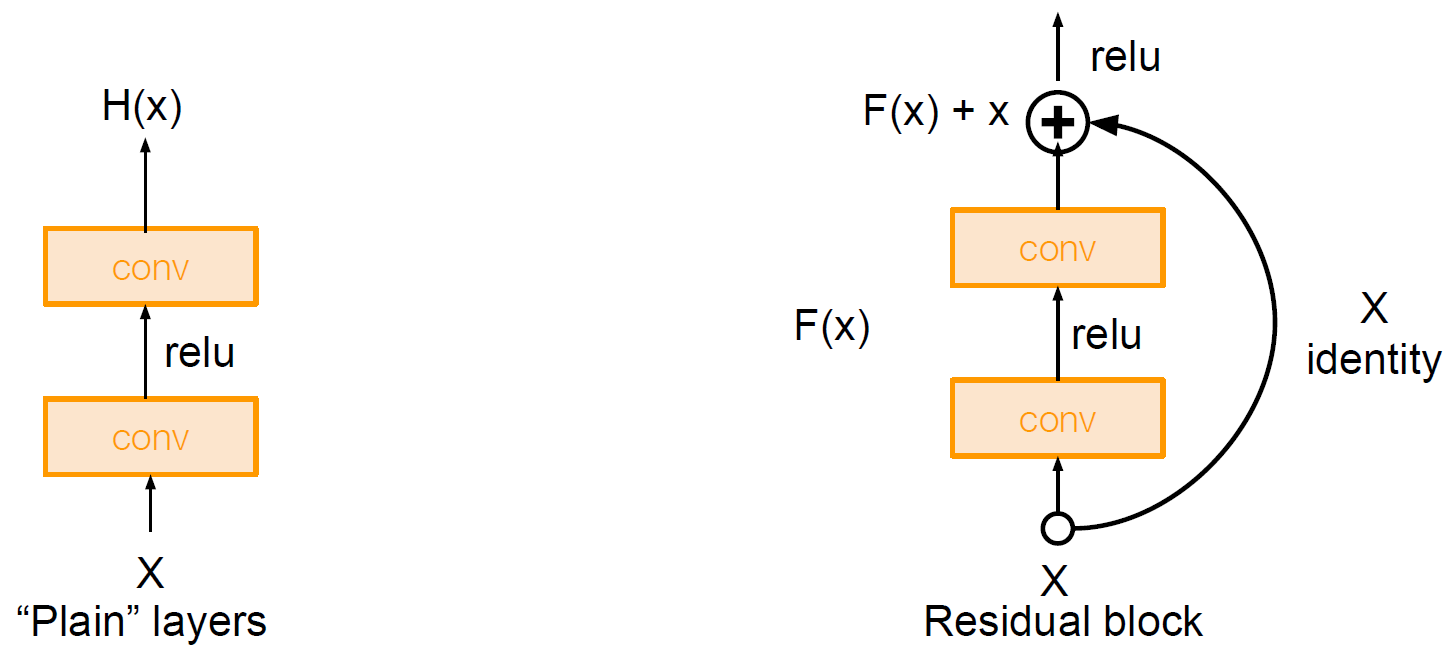 H(x)
conv
relu
conv
X
“Plain” layers
relu
F(x) + x
conv
F(x)
relu
X
identity
conv
X
Residual block